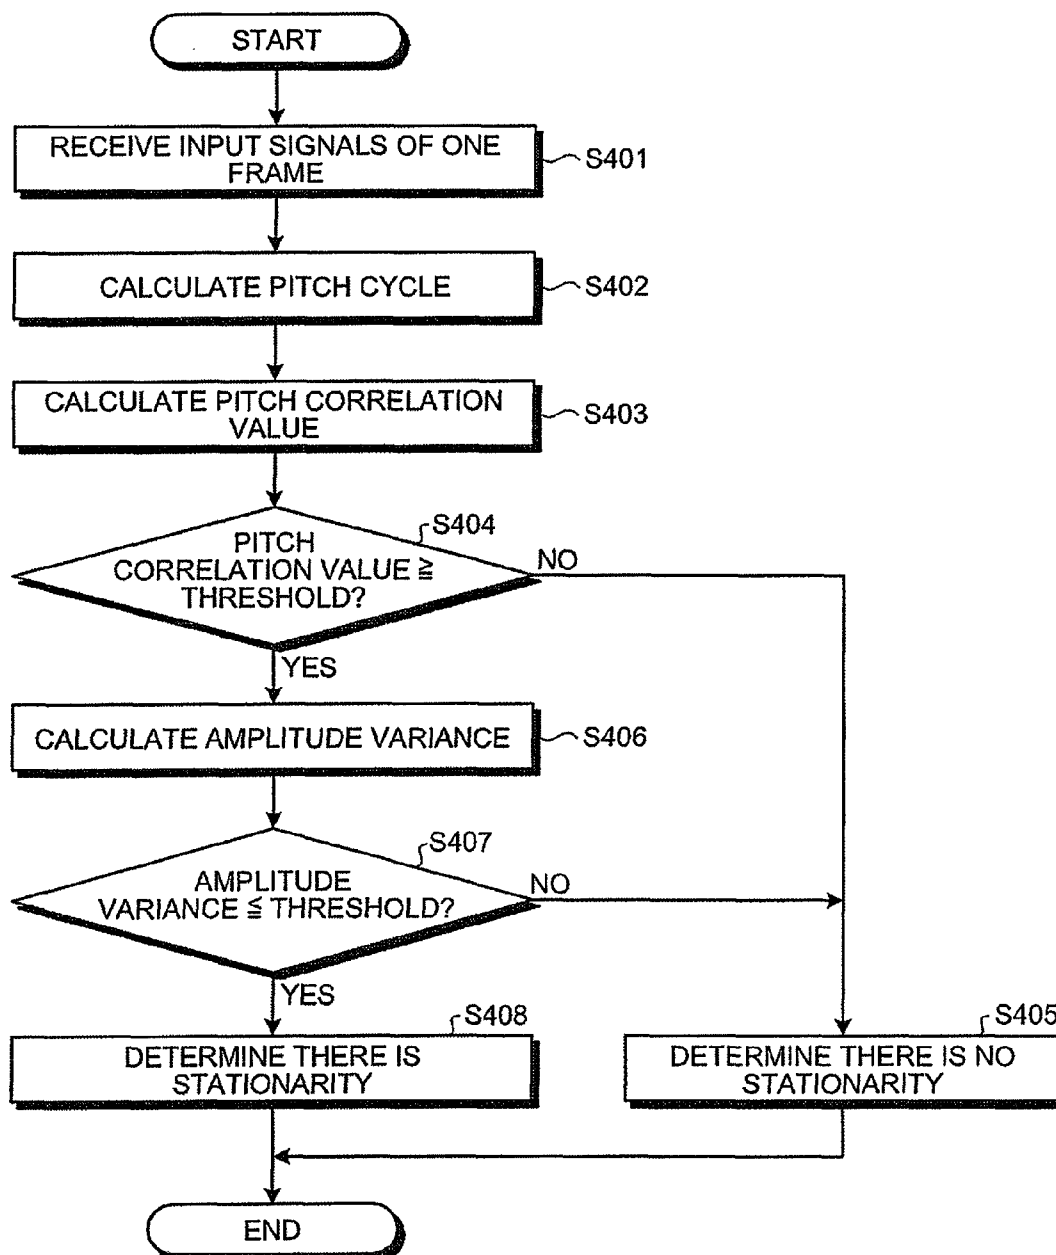 START
RECEIVE INPUT SIGNALS OF ONE
FRAME
S401
CALCULATE PITCH CYCLE
S402
CALCULATE PITCH CORRELATION
VALUE
S403
S404
PITCH
CORRELATION VALUE ≧
THRESHOLD?
NO
YES
CALCULATE AMPLITUDE VARIANCE
S406
S407
AMPLITUDE
VARIANCE ≦ THRESHOLD?
NO
YES
S408
DETERMINE THERE IS
STATIONARITY
S405
DETERMINE THERE IS NO
STATIONARITY
END